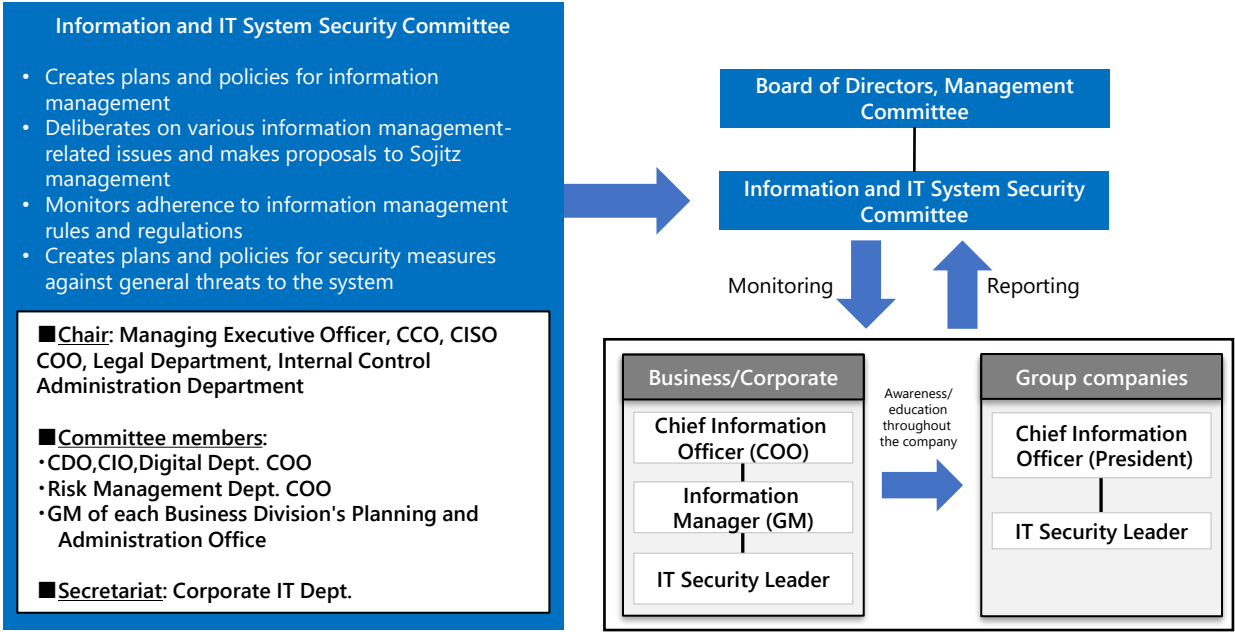 Information and IT System Security Committee
• Creates plans and policies for information
management
• Deliberates on various information management-
related issues and makes proposals to Sojitz
management
• Monitors adherence to information management
rules and regulations
• Creates plans and policies for security measures
against general threats to the system
■Chair: Managing Executive Officer, CCO, CISO
COO, Legal Department, Internal Control
Administration Department
■Committee members:
・CDO,CIO,Digital Dept. COO
・Risk Management Dept. COO
・GM of each Business Division's Planning and
Administration Office
■Secretariat: Corporate IT Dept.
Board of Directors, Management
Committee
Information and IT System Security
Committee
Monitoring
Reporting
Business/Corporate
Chief Information
Officer (COO)
Information
Manager (GM)
IT Security Leader
Awareness/
education
throughout
the company
Group companies
Chief Information
Officer (President)
IT Security Leader